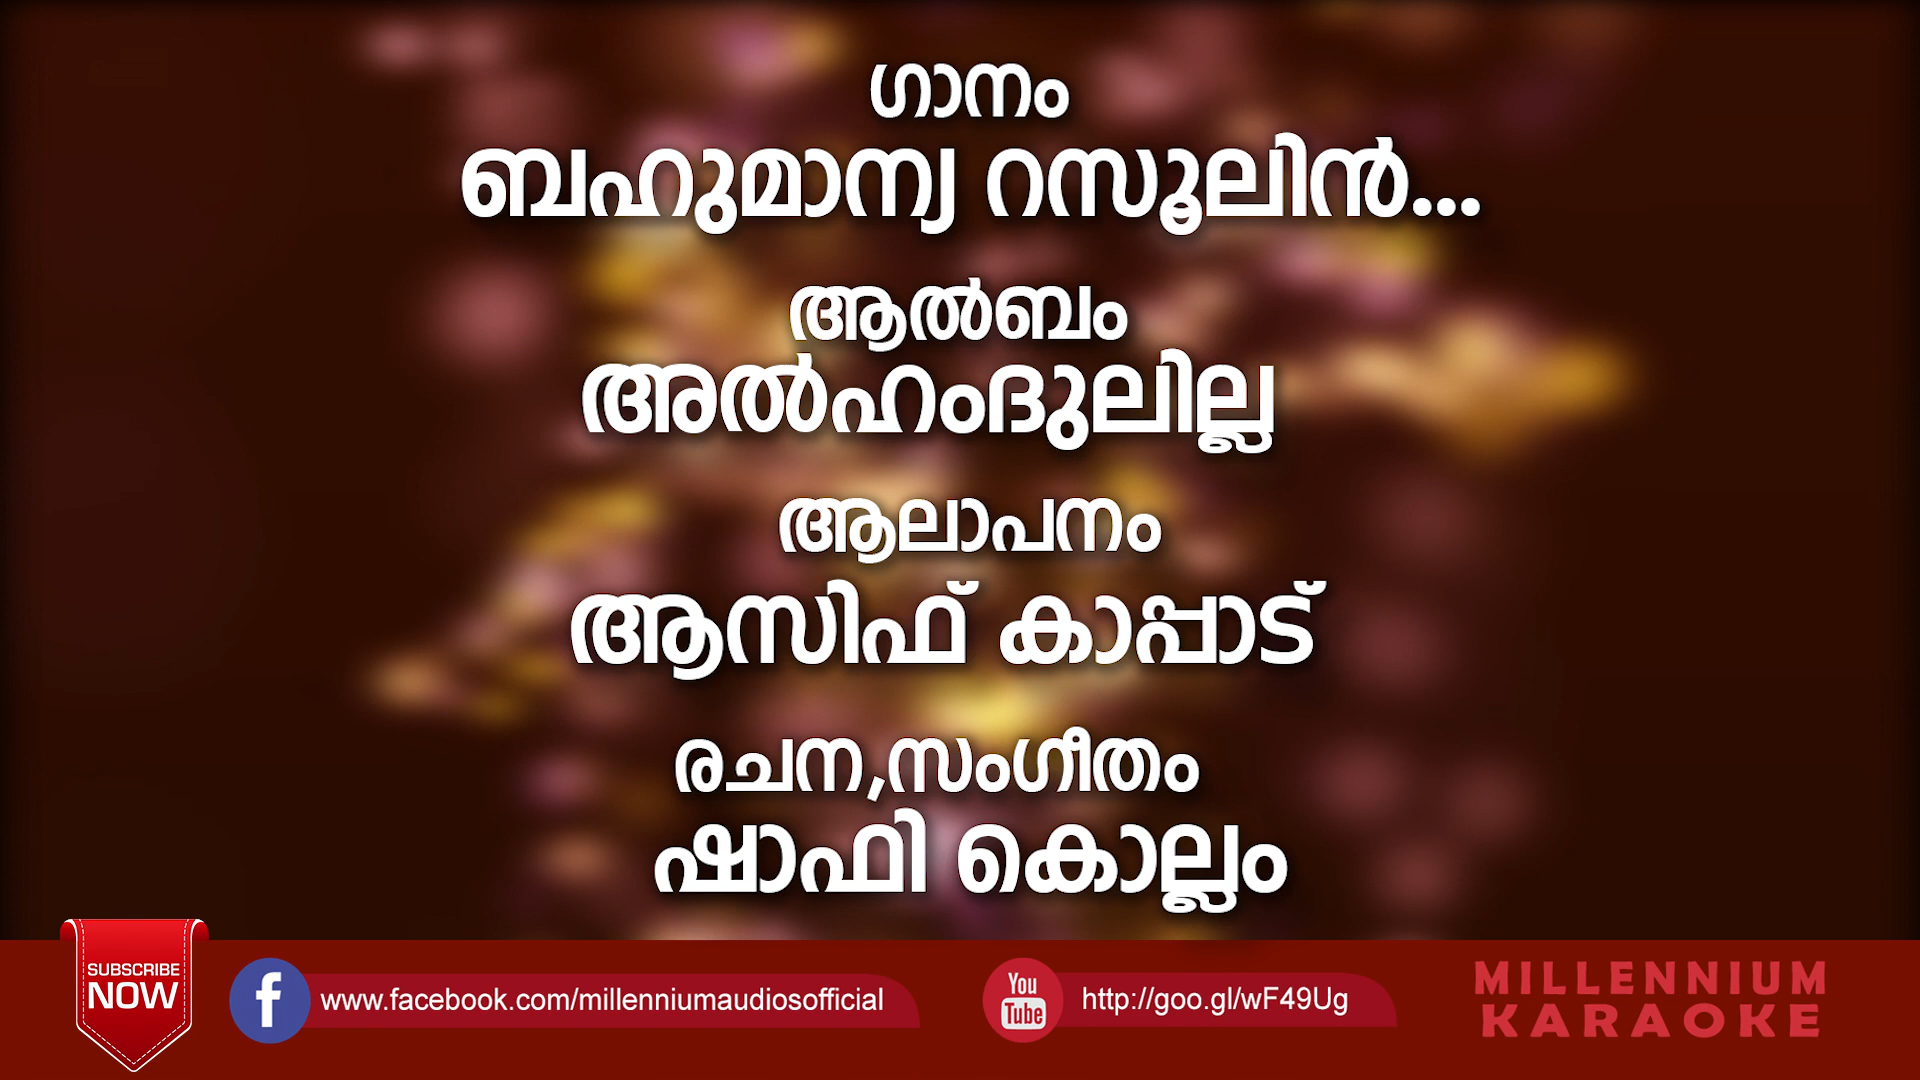 ഗാനം
ബഹുമാന്യ റസൂലിൻ...
ആൽബം
അൽഹംദുലില്ല
ആലാപനം
ആസിഫ് കാപ്പാട്
രചന,സംഗീതം
ഷാഫി കൊല്ലം
SUBSCRIBE
NOW
f www.facebook.com/millenniumaudiosofficial
You
Tube
http://goo.gl/wF49Ug
MILLENNIUM
KARAOKE